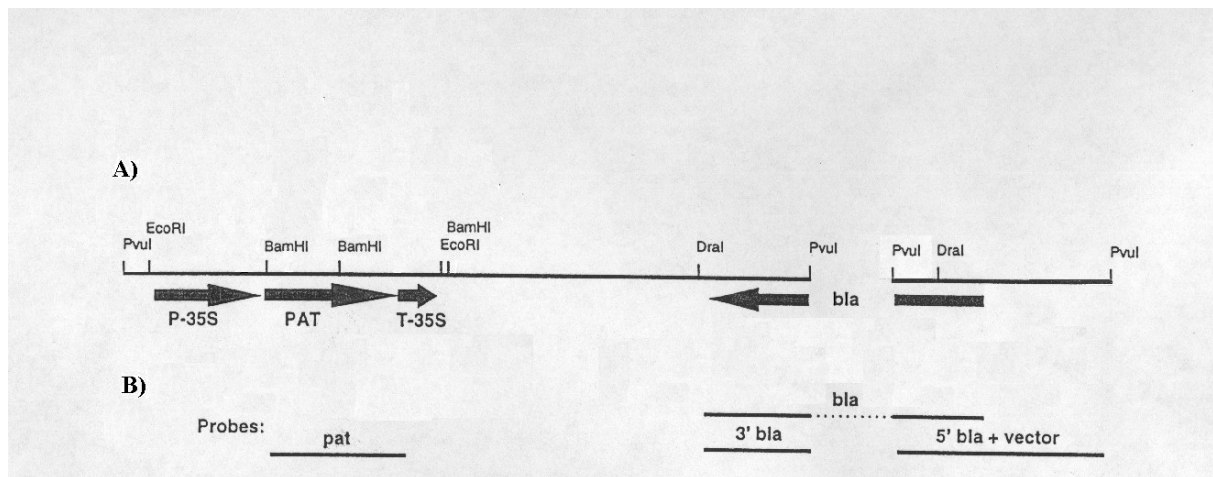 A)
EcoRI BamHI
PvuI BamHI BamHI EcoRI DraI PvuI PvuI DraI PvuI
bla
P-35S PAT T-35S
B)
bla
Probes: pat 3' bla 5' bla + vector